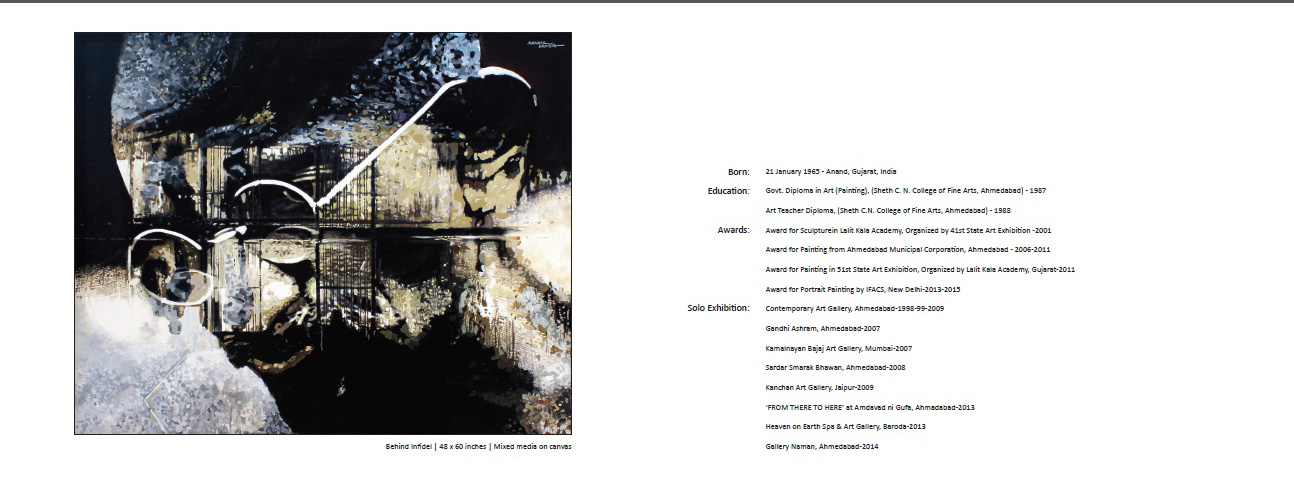 Behind Infidel | 48 x 60 inches | Mixed media on canvas
Born: 21 January 1965 - Anand, Gujarat, India
Education: Govt. Diploma in Art (Painting), (Sheth C. N. College of Fine Arts, Ahmedabad) - 1987
Art Teacher Diploma, (Sheth C.N. College of Fine Arts, Ahmedabad) - 1988
Awards: Award for Sculpturein Lalit Kala Academy, Organized by 41st State Art Exhibition -2001
Award for Painting from Ahmedabad Municipal Corporation, Ahmedabad - 2006-2011
Award for Painting in 51st State Art Exhibition, Organized by Lalit Kala Academy, Gujarat-2011
Award for Portrait Painting by IFACS, New Delhi-2013-2015
Solo Exhibition: Contemporary Art Gallery, Ahmedabad-1998-99-2009
Gandhi Ashram, Ahmedabad-2007
Kamalnayan Bajaj Art Gallery, Mumbai-2007
Sardar Smarak Bhawan, Ahmedabad-2008
Kanchan Art Gallery, Jaipur-2009
‘FROM THERE TO HERE’ at Amdavad ni Gufa, Ahmadabad-2013
Heaven on Earth Spa & Art Gallery, Baroda-2013
Gallery Naman, Ahmedabad-2014